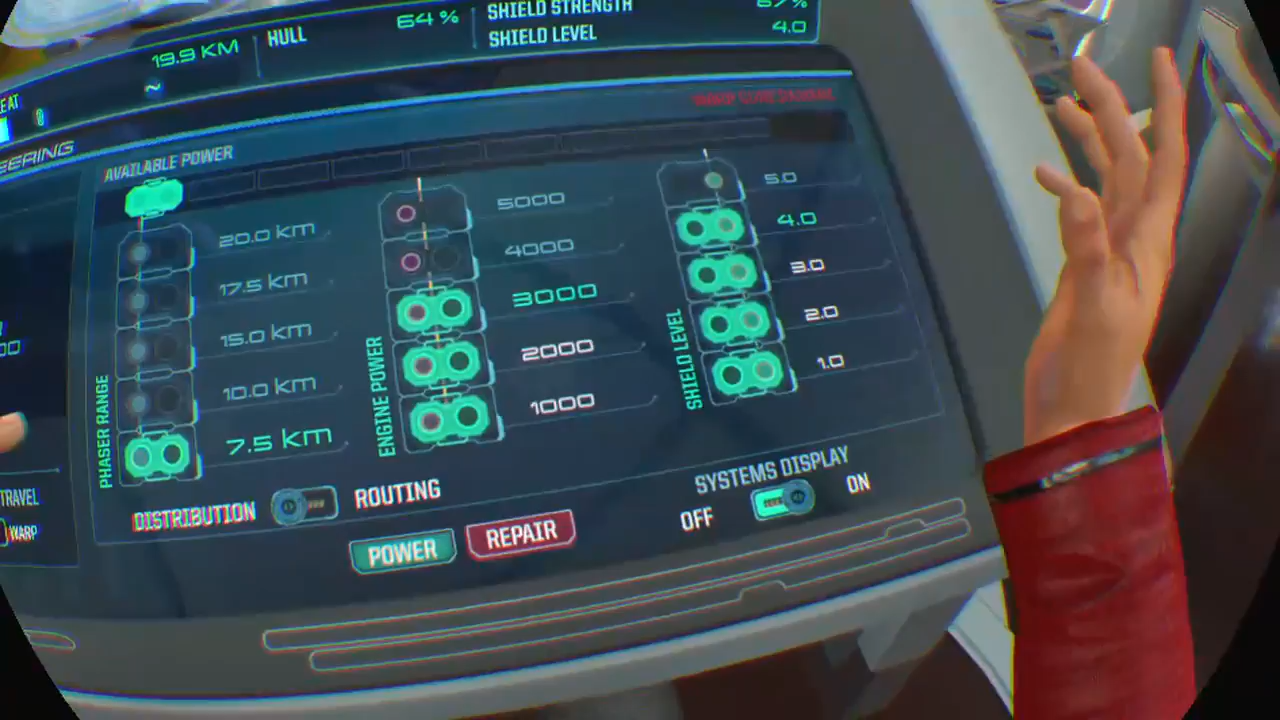 19.9 KM
HULL 64 %
SHIELD STRENGTH 67%
SHIELD LEVEL 4.0
AVAILABLE POWER
PHASER RANGE
20.0 km
17.5 km
15.0 km
10.0 km
7.5 km
ENGINE POWER
5000
4000
3000
2000
1000
SHIELD LEVEL
5.0
4.0
3.0
2.0
1.0
DISTRIBUTION ROUTING
POWER REPAIR
SYSTEMS DISPLAY
OFF ON
TRAVEL
WARP